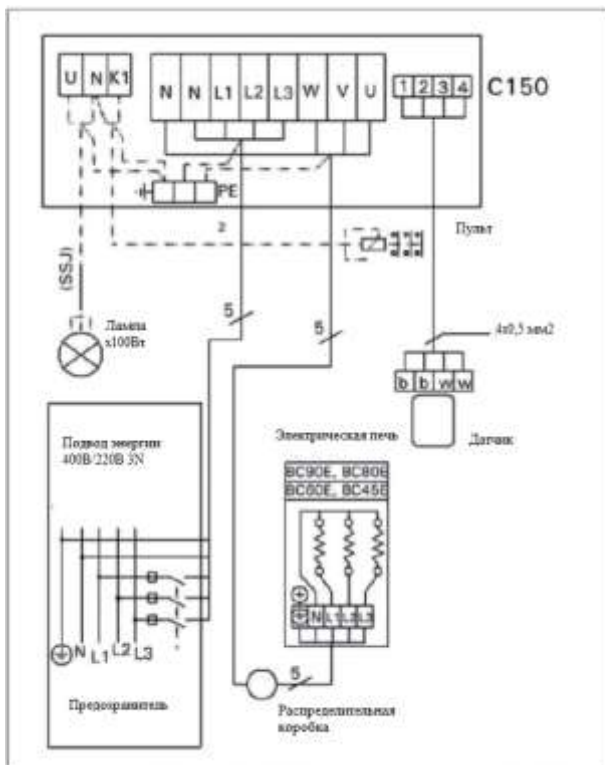 U N K1
N N L1 L2 L3 W V U
1 2 3 4
C150
PE
2
Пульт
(SSJ)
Лампа
х100Вт
5
5
4х0,5 мм2
b b w w
Датчик
Подвод энергии
400В/220В 3N
Электрическая печь
BC90E, BC80E
BC60E, BC45E
N L1 L2 L3
N L1 L2 L3
Предохранитель
5
Распределительная
коробка